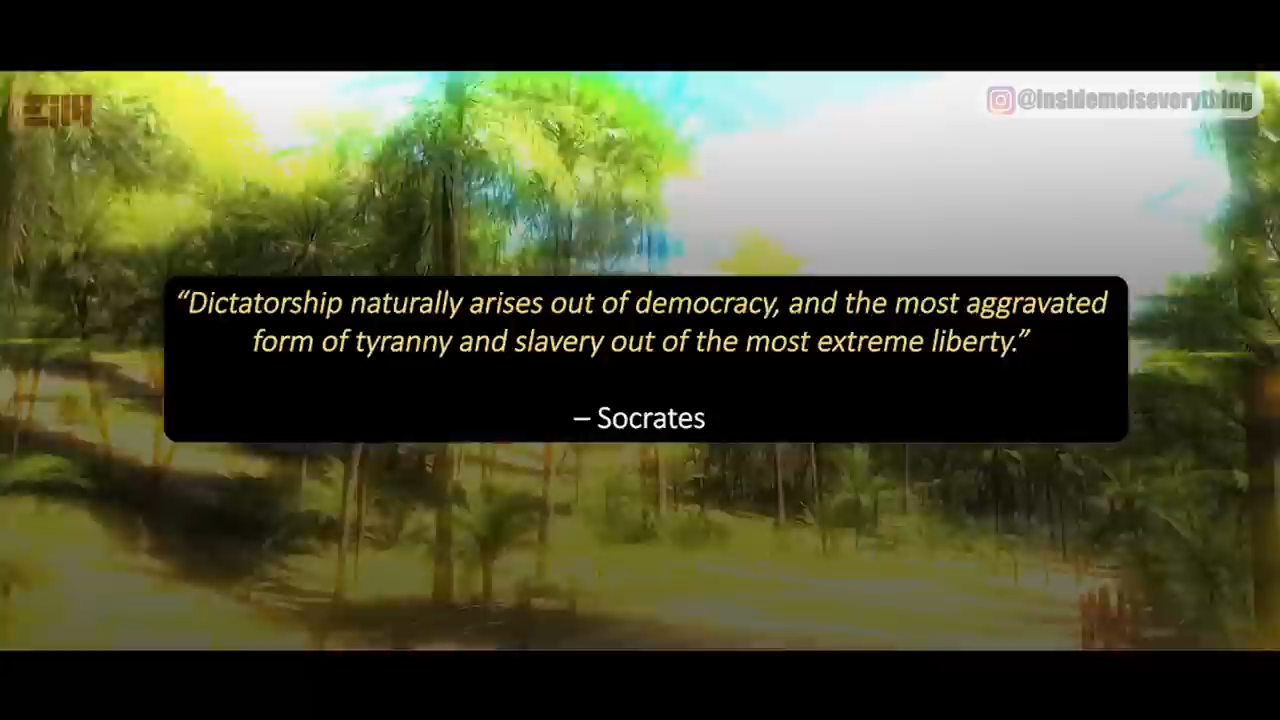 @insidemeiseverything
“Dictatorship naturally arises out of democracy, and the most aggravated
form of tyranny and slavery out of the most extreme liberty.”
– Socrates